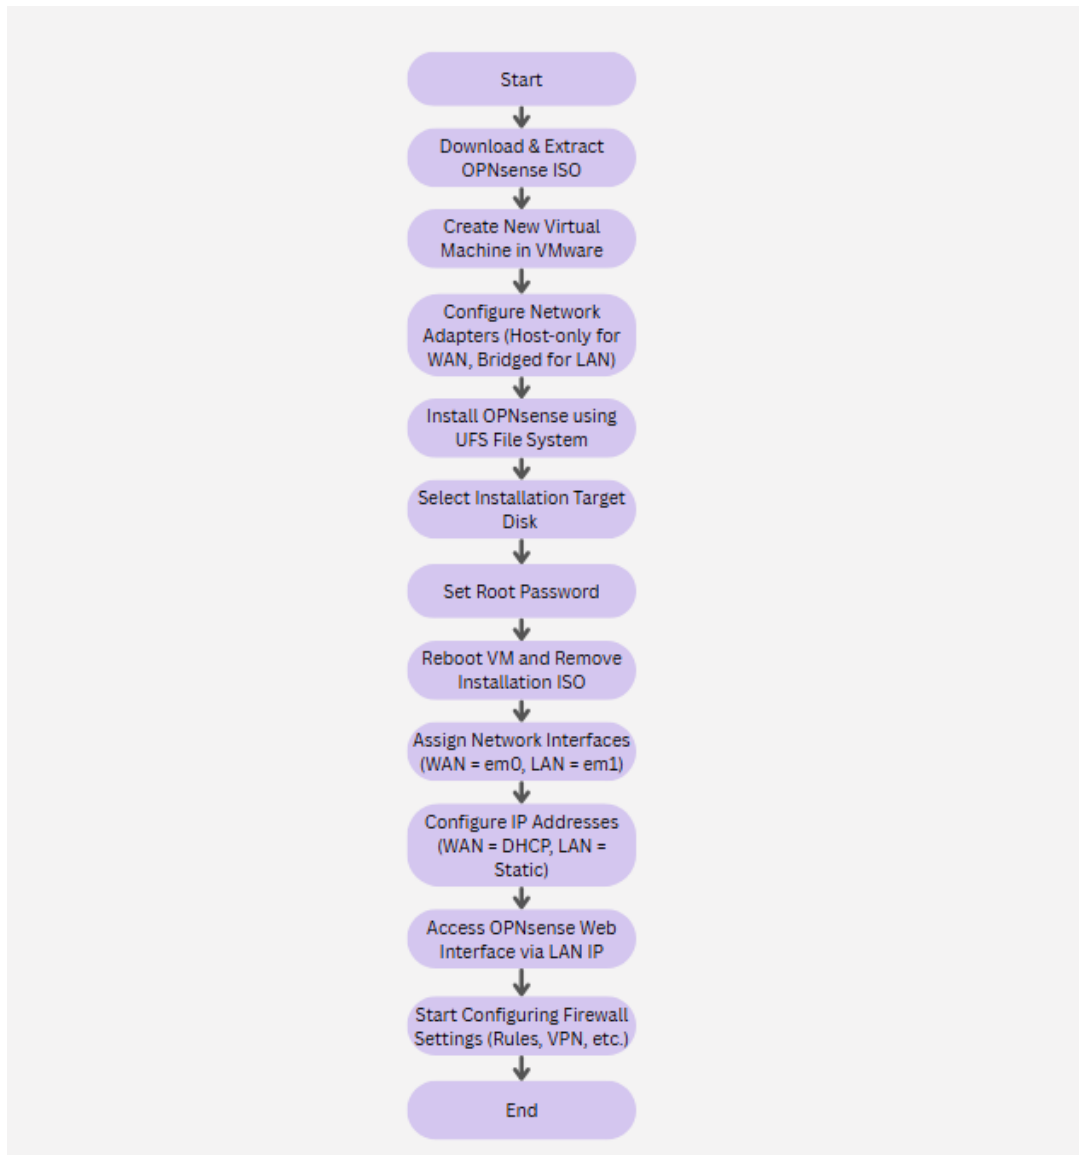 Start
Download & Extract
OPNsense ISO
Create New Virtual
Machine in VMware
Configure Network
Adapters (Host-only for
WAN, Bridged for LAN)
Install OPNsense using
UFS File System
Select Installation Target
Disk
Set Root Password
Reboot VM and Remove
Installation ISO
Assign Network Interfaces
(WAN = em0, LAN = em1)
Configure IP Addresses
(WAN = DHCP, LAN =
Static)
Access OPNsense Web
Interface via LAN IP
Start Configuring Firewall
Settings (Rules, VPN, etc.)
End